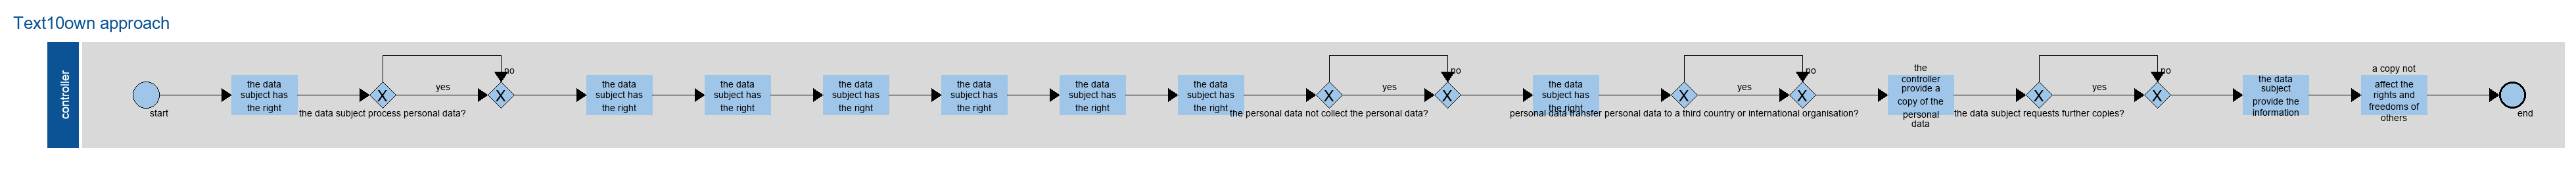 Text10own approach
controller
start
the data
subject has
the right
the data subject process personal data?
X
yes
no
X
the data
subject has
the right
the data
subject has
the right
the data
subject has
the right
the data
subject has
the right
the data
subject has
the right
the data
subject has
the right
the personal data not collect the personal data?
X
yes
no
X
the data
subject has
the right
personal data transfer personal data to a third country or international organisation?
X
yes
no
X
the
controller
provide a
copy of the
personal
data
the data subject requests further copies?
X
yes
no
X
the data
subject
provide the
information
a copy not
affect the
rights and
freedoms of
others
end